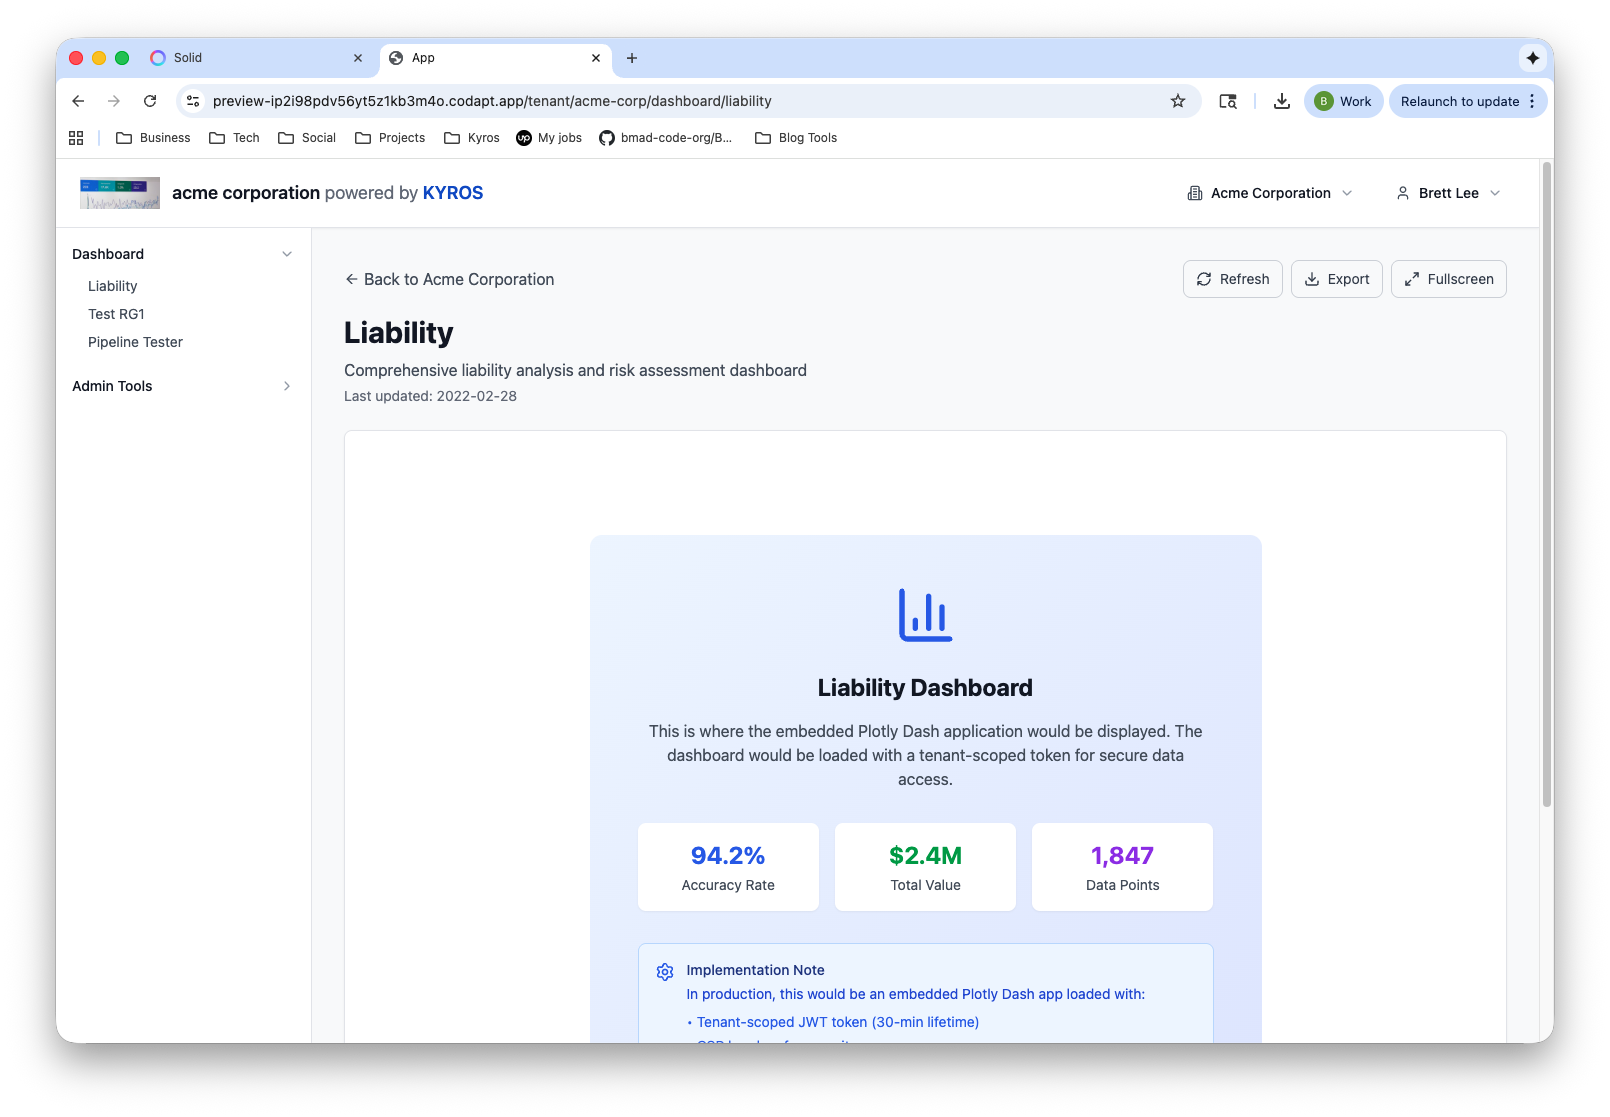 Solid
App
preview-ip2i98pdv56yt5z1kb3m4o.codapt.app/tenant/acme-corp/dashboard/liability
B
Work
Relaunch to update
Business
Tech
Social
Projects
Kyros
up
My jobs
bmad-code-org/B...
Blog Tools
acme corporation powered by KYROS
Acme Corporation
Brett Lee
Dashboard
Liability
Test RG1
Pipeline Tester
Admin Tools
Back to Acme Corporation
Refresh
Export
Fullscreen
Liability
Comprehensive liability analysis and risk assessment dashboard
Last updated: 2022-02-28
Liability Dashboard
This is where the embedded Plotly Dash application would be displayed. The
dashboard would be loaded with a tenant-scoped token for secure data
access.
94.2%
Accuracy Rate
$2.4M
Total Value
1,847
Data Points
Implementation Note
In production, this would be an embedded Plotly Dash app loaded with:
• Tenant-scoped JWT token (30-min lifetime)